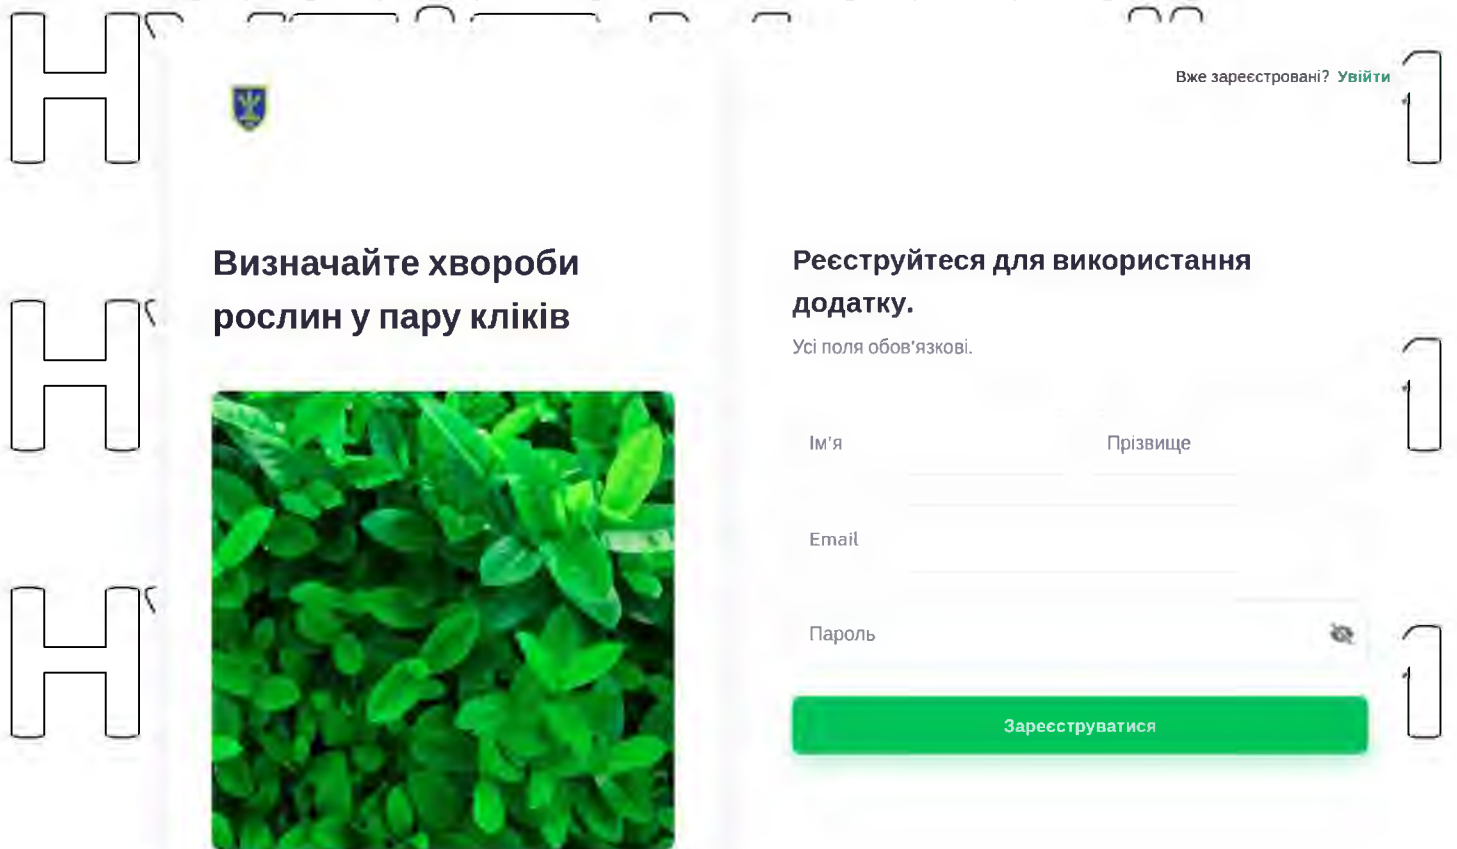 Вже зареєстровані? Увійти
Визначайте хвороби
рослин у пару кліків
Реєструйтеся для використання
додатку.
Усі поля обов'язкові.
Ім'я
Прізвище
Email
Пароль
Зареєструватися